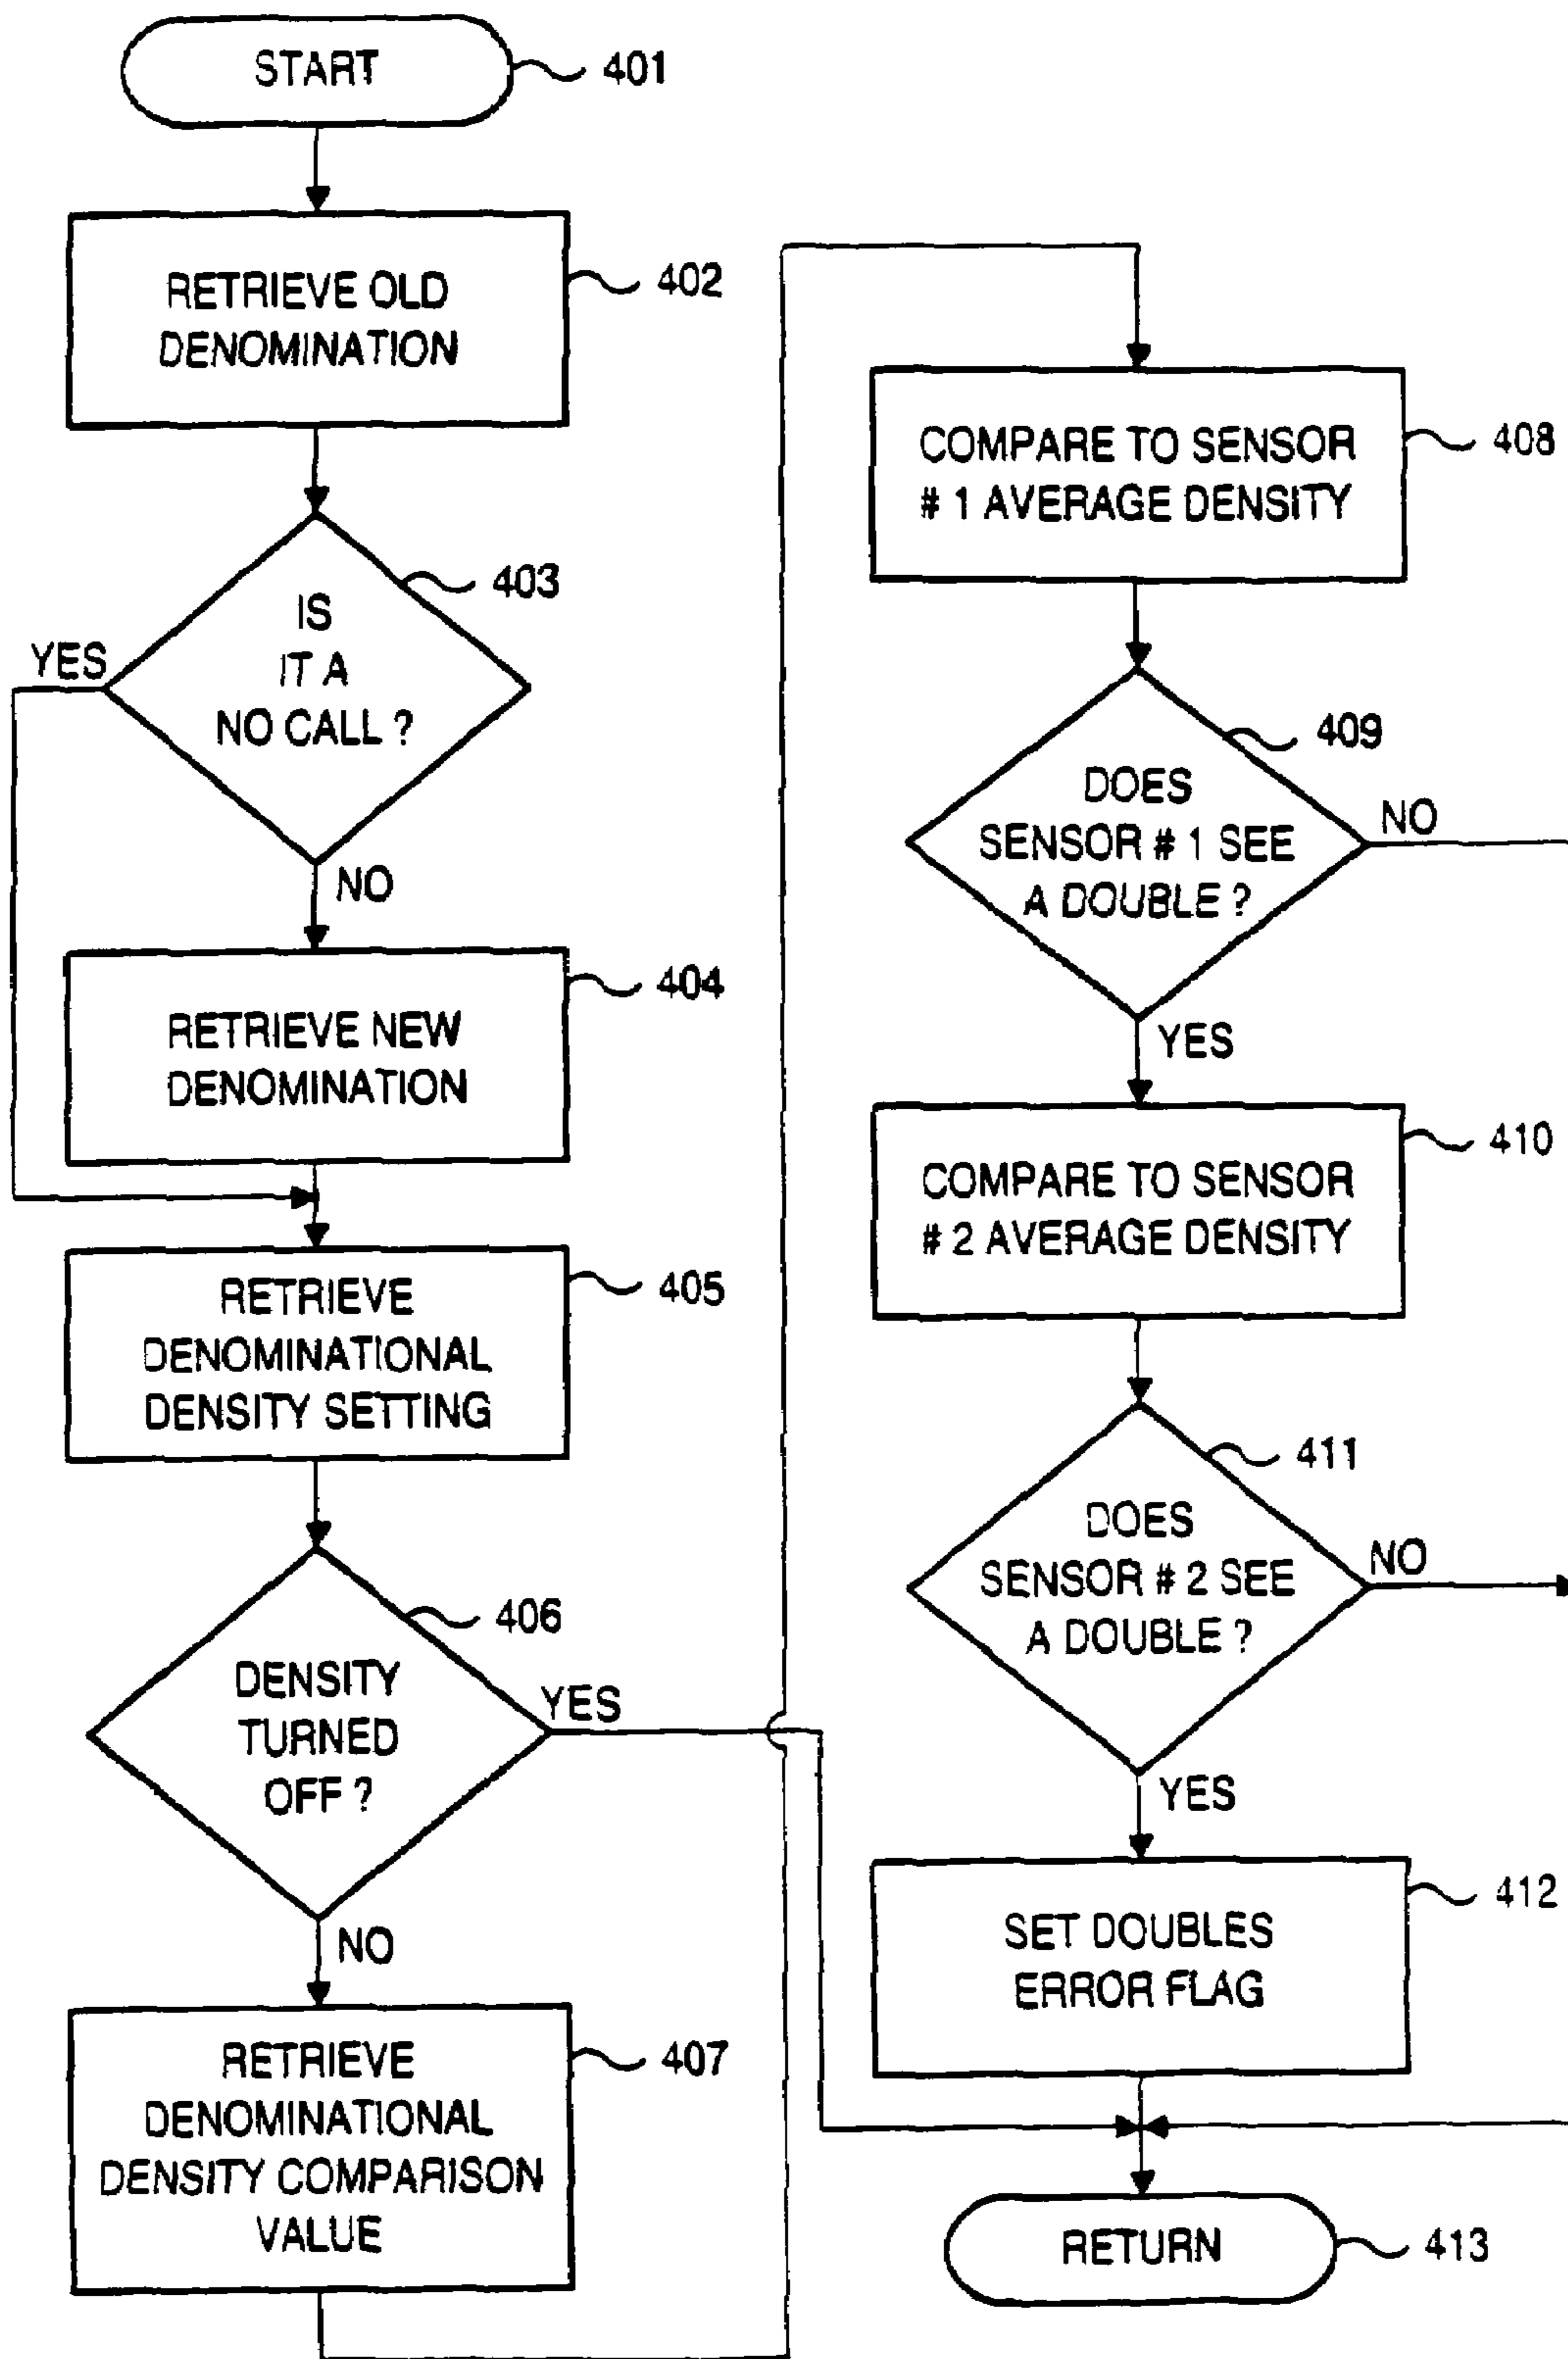 START
401
RETRIEVE OLD
DENOMINATION
402
403
IS
IT A
NO CALL ?
YES
NO
404
RETRIEVE NEW
DENOMINATION
405
RETRIEVE
DENOMINATIONAL
DENSITY SETTING
406
DENSITY
TURNED
OFF ?
YES
NO
407
RETRIEVE
DENOMINATIONAL
DENSITY COMPARISON
VALUE
408
COMPARE TO SENSOR
# 1 AVERAGE DENSITY
409
DOES
SENSOR # 1 SEE
A DOUBLE ?
NO
YES
410
COMPARE TO SENSOR
# 2 AVERAGE DENSITY
411
DOES
SENSOR # 2 SEE
A DOUBLE ?
NO
YES
412
SET DOUBLES
ERROR FLAG
RETURN
413